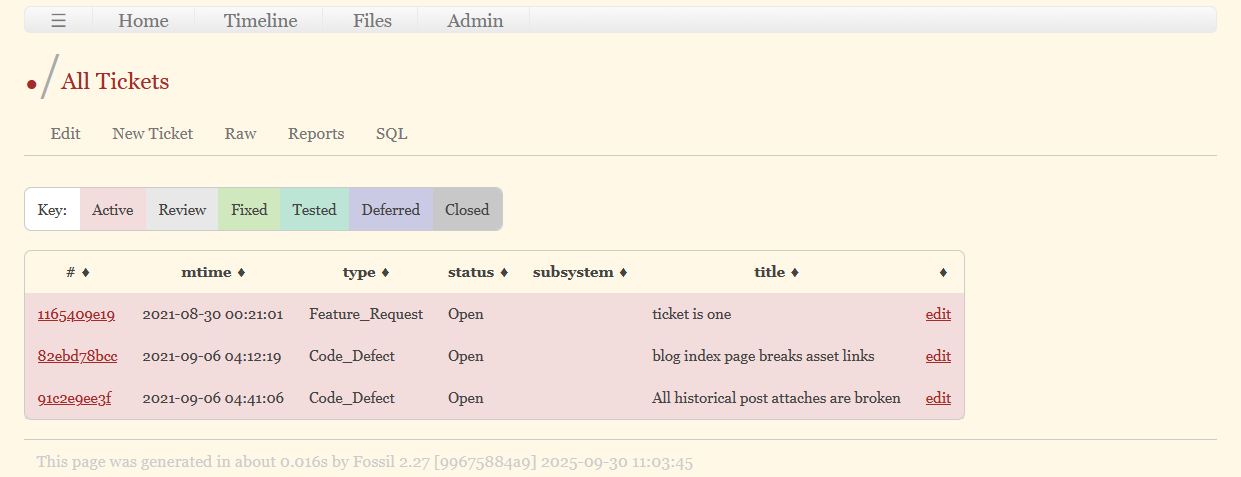 ☰ Home Timeline Files Admin
./All Tickets
Edit New Ticket Raw Reports SQL
Key: Active Review Fixed Tested Deferred Closed
# mtime type status subsystem title
1165409e19 2021-08-30 00:21:01 Feature_Request Open ticket is one edit
82ebd78bcc 2021-09-06 04:12:19 Code_Defect Open blog index page breaks asset links edit
91c2e9ee3f 2021-09-06 04:41:06 Code_Defect Open All historical post attaches are broken edit
This page was generated in about 0.016s by Fossil 2.27 [99675884a9] 2025-09-30 11:03:45